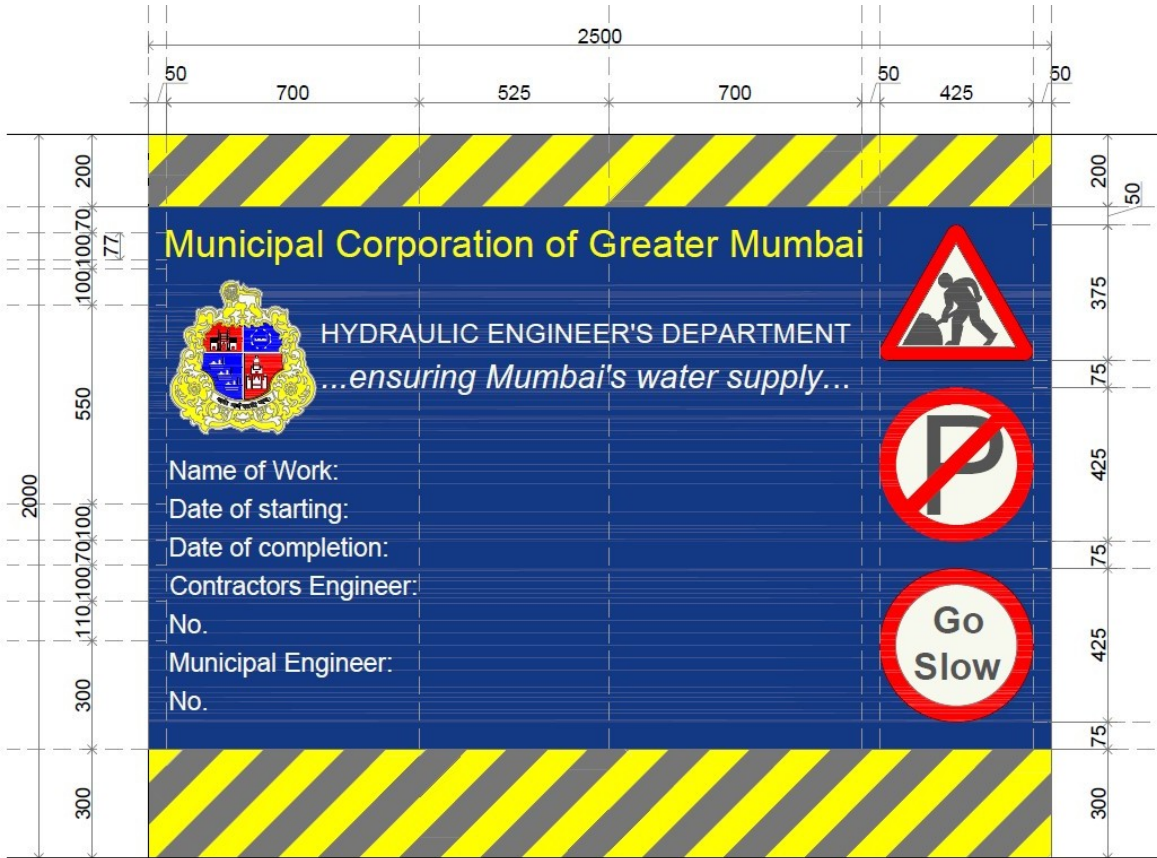 2500
50
50
50
700
525
700
425
200
200
50
70
100
77
100
375
550
75
425
2000
100
70
75
100
110
425
300
75
300
300
Municipal Corporation of Greater Mumbai
HYDRAULIC ENGINEER'S DEPARTMENT
...ensuring Mumbai's water supply...
P
Name of Work:
Date of starting:
Date of completion:
Contractors Engineer:
No.
Municipal Engineer:
No.
Go
Slow